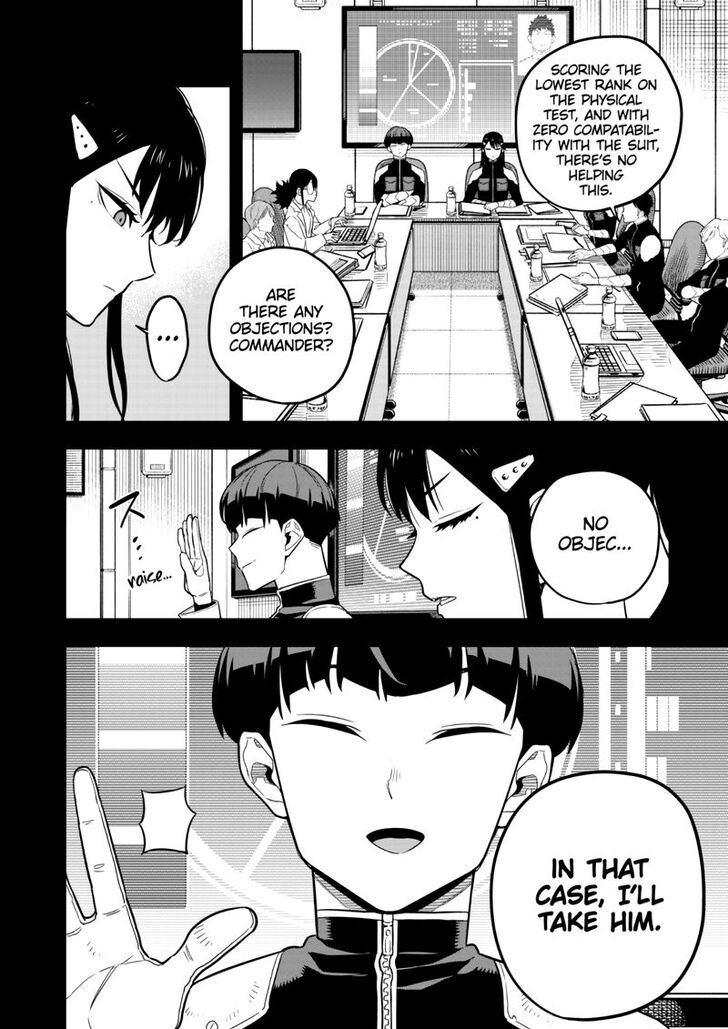 SCORING THE
LOWEST RANK ON
THE PHYSICAL
TEST, AND WITH
ZERO COMPATABIL-
ITY WITH THE SUIT,
THERE'S NO
HELPING
THIS.
ARE
THERE ANY
OBJECTIONS?
COMMANDER?
...
NO
OBJEC...
ス...
raise...
IN THAT
CASE, I'LL
TAKE HIM.